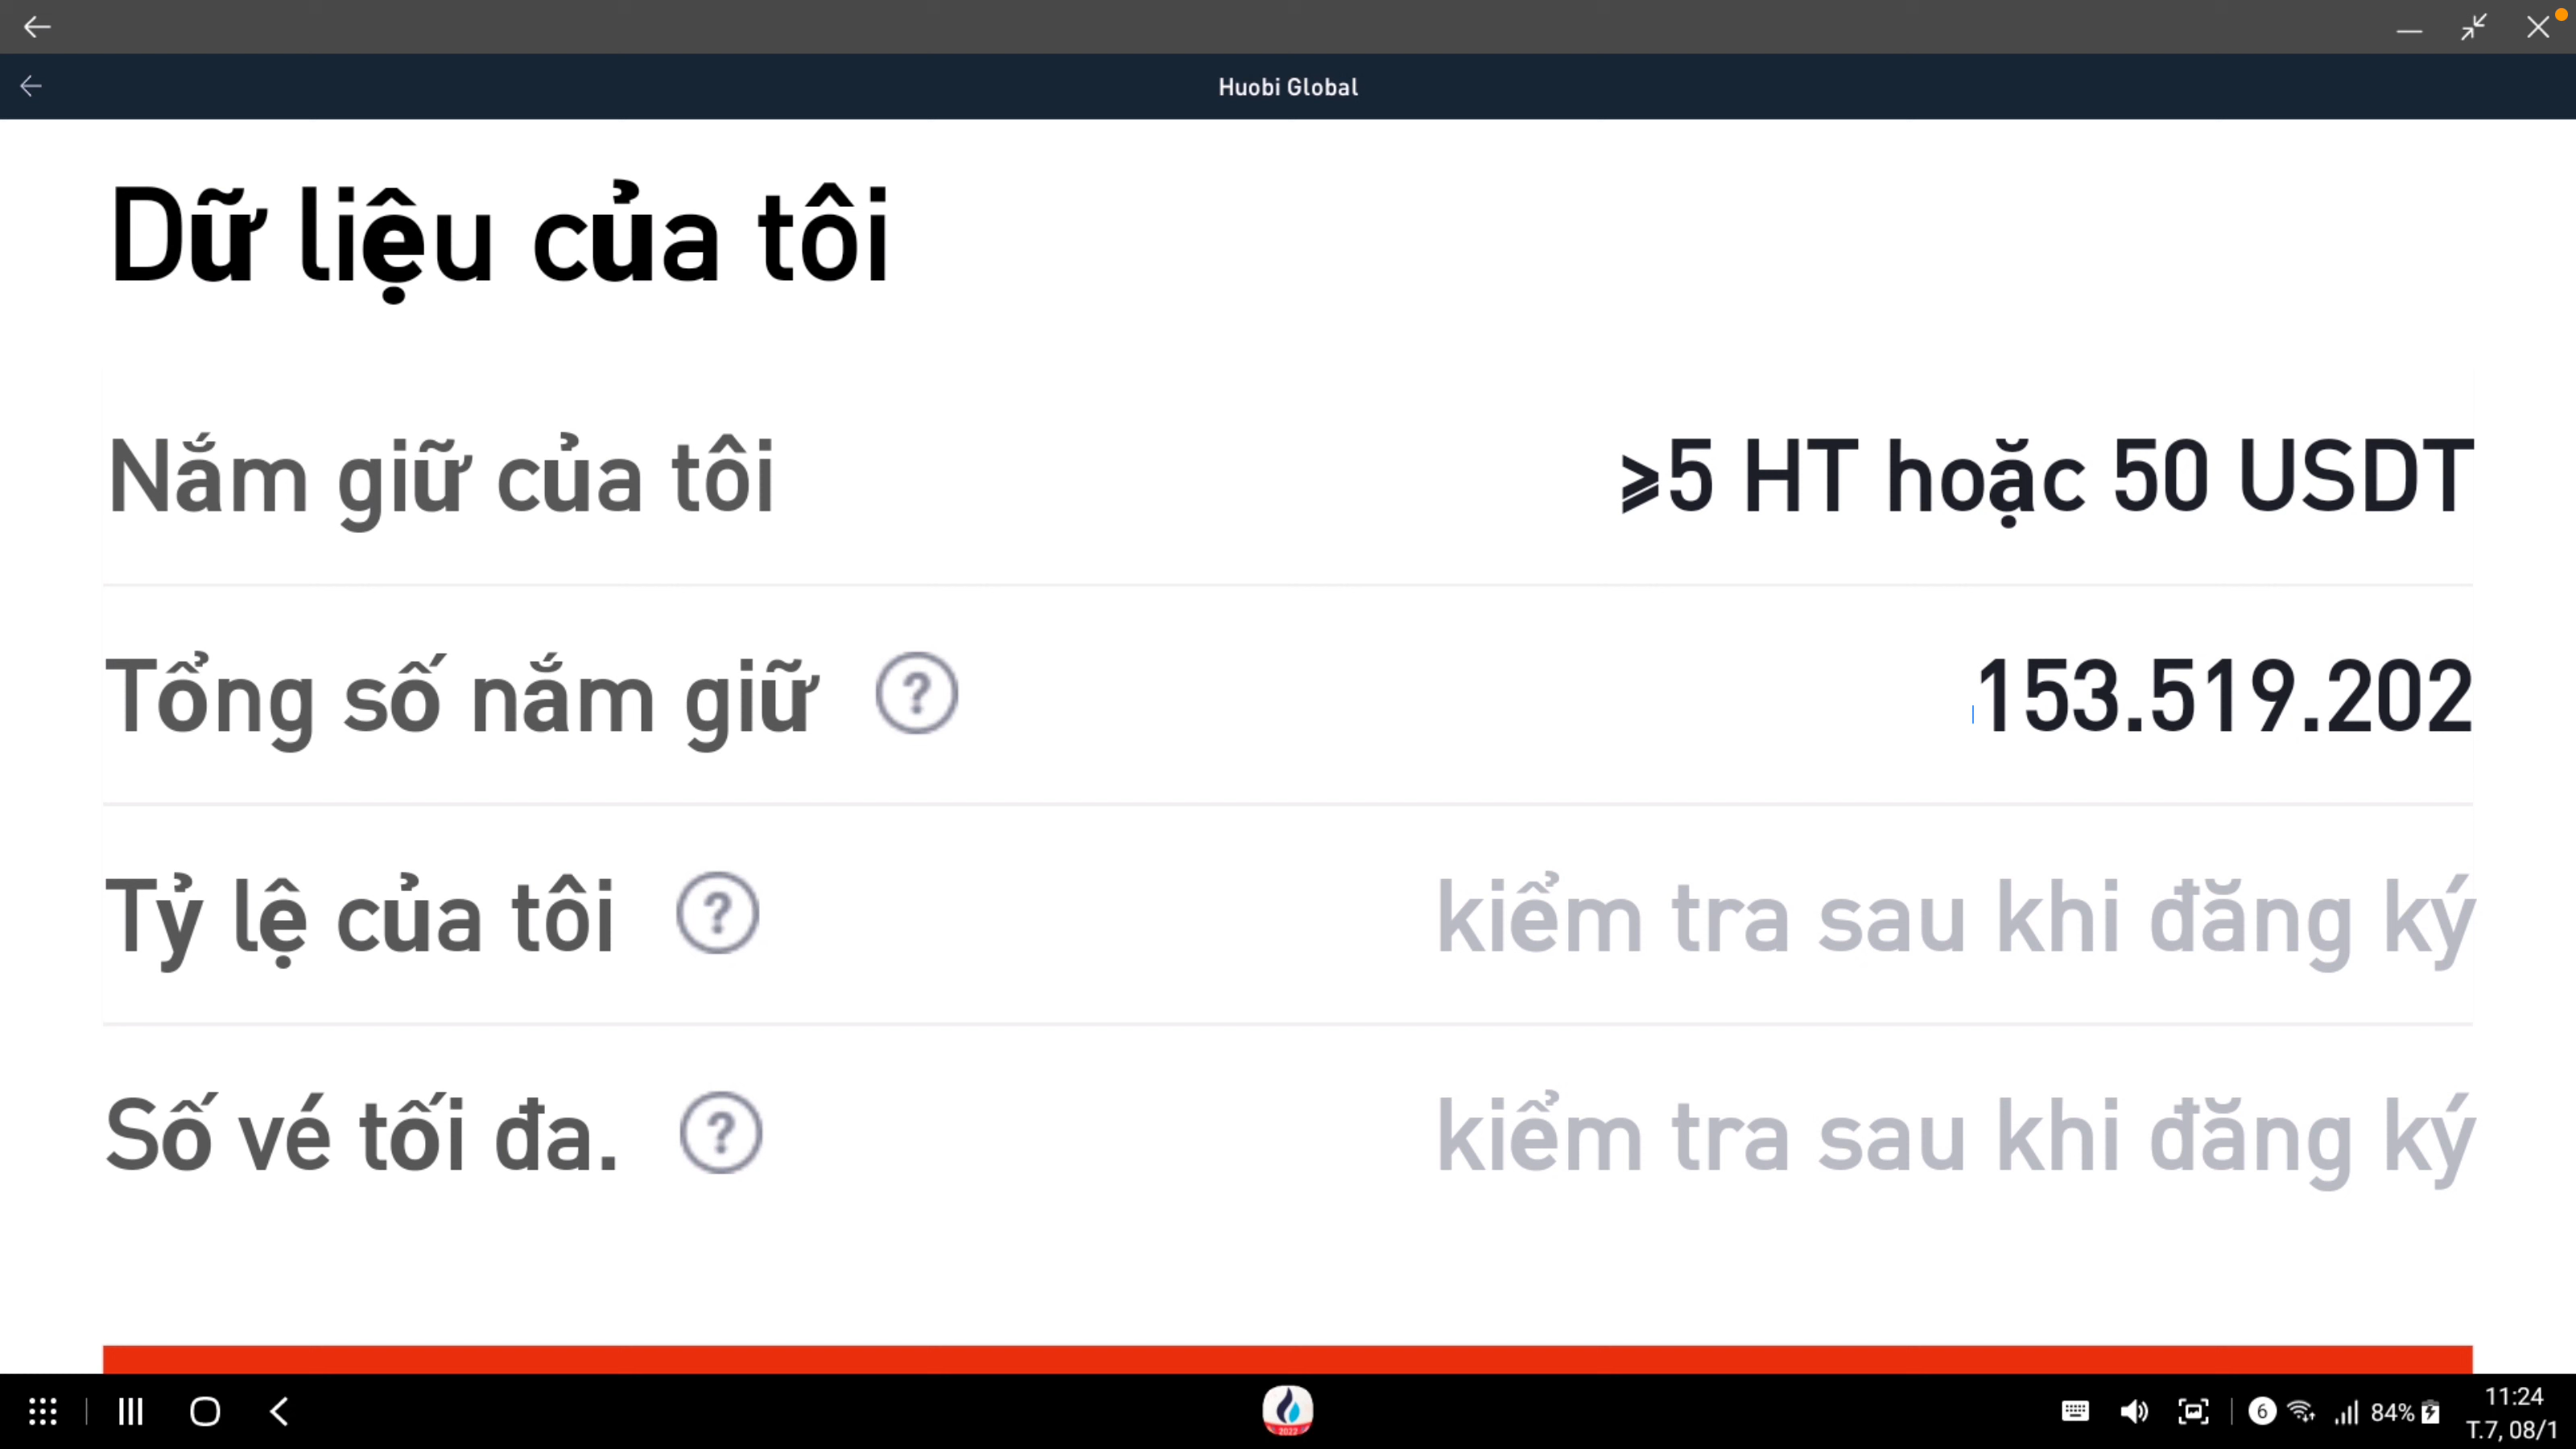 Huobi Global
Dữ liệu của tôi
Nắm giữ của tôi
⩾5 HT hoặc 50 USDT
Tổng số nắm giữ ?
153.519.202
Tỷ lệ của tôi ?
kiểm tra sau khi đăng ký
Số vé tối đa. ?
kiểm tra sau khi đăng ký
2022
6
84%
11:24
T.7, 08/1